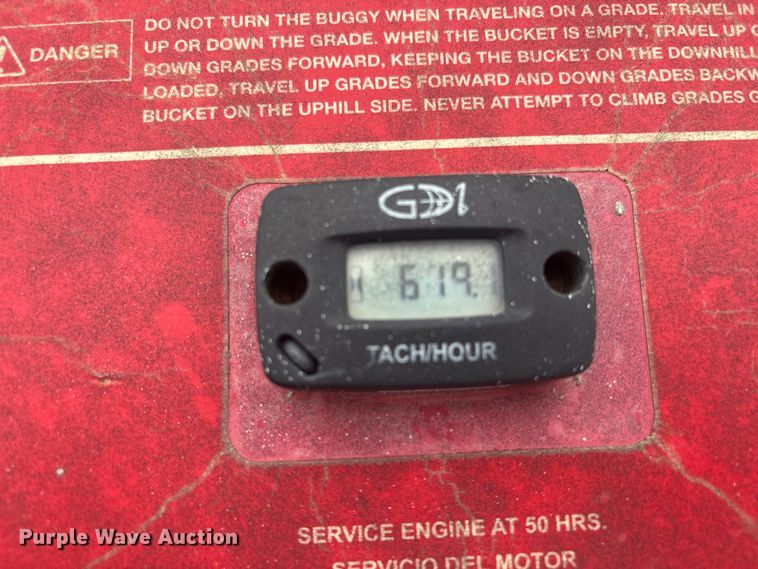 DANGER
DO NOT TURN THE BUGGY WHEN TRAVELING ON A GRADE. TRAVEL IN
UP OR DOWN THE GRADE. WHEN THE BUCKET IS EMPTY, TRAVEL UP
DOWN GRADES FORWARD, KEEPING THE BUCKET ON THE DOWNHILL
LOADED, TRAVEL UP GRADES FORWARD AND DOWN GRADES
BUCKET ON THE UPHILL SIDE. NEVER ATTEMPT TO CLIMB GRADES
619.1
TACH/HOUR
SERVICE ENGINE AT 50 HRS.
SERVICIO DEL MOTOR
Purple Wave Auction